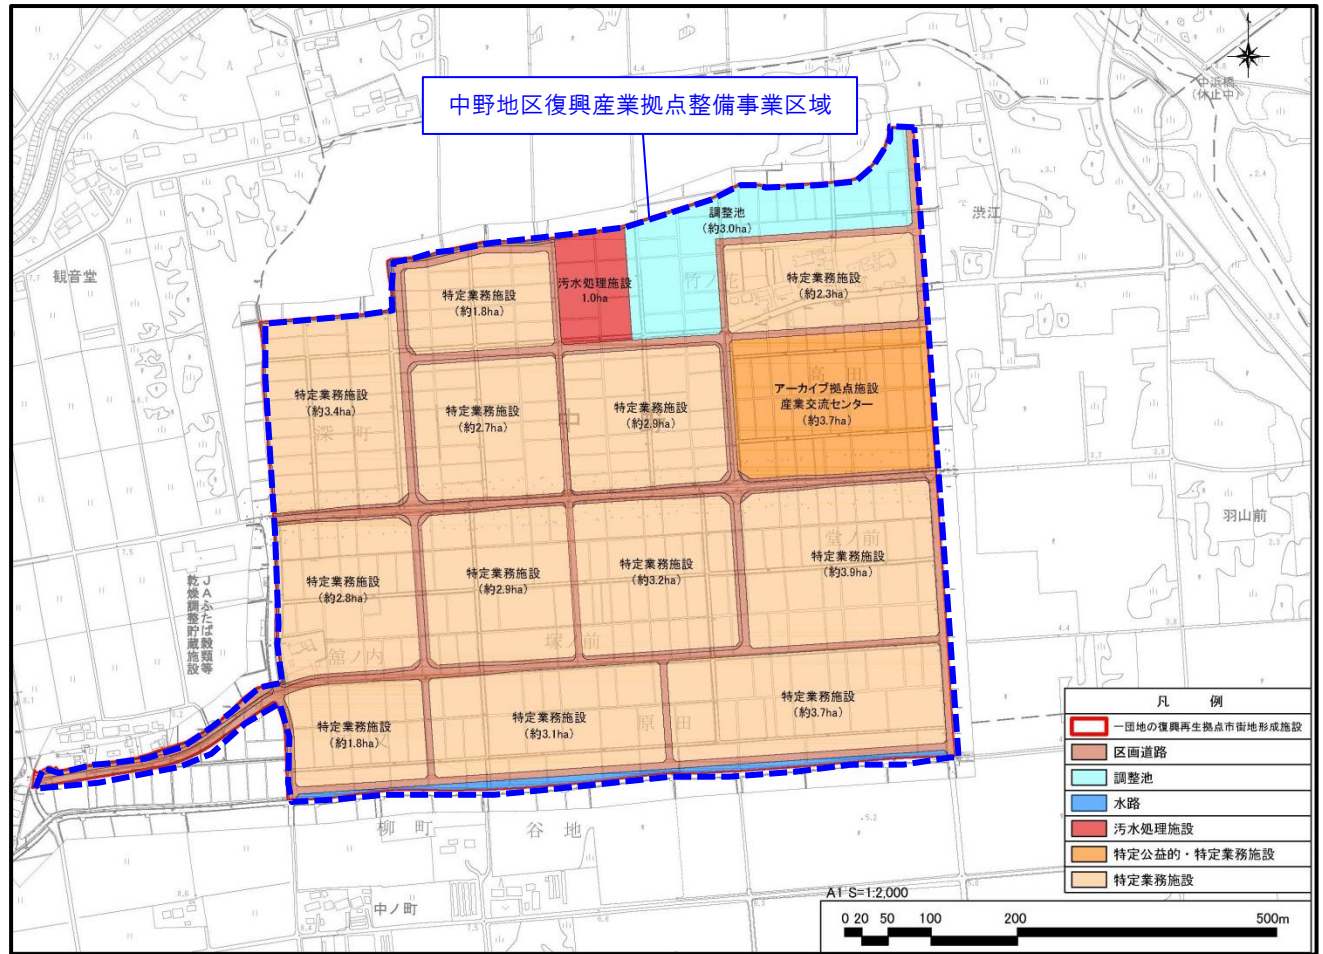 中野地区復興産業拠点整備事業区域
中浜橋
(休止中)
渋江
観音堂
調整池
(約3.0ha)
汚水処理施設
1.0ha
竹ノ花
特定業務施設
(約1.8ha)
特定業務施設
(約2.3ha)
特定業務施設
(約3.4ha)
深町
特定業務施設
(約2.7ha)
中
特定業務施設
(約2.9ha)
高田
アーカイブ拠点施設
産業交流センター
(約3.7ha)
羽山前
特定業務施設
(約2.8ha)
特定業務施設
(約2.9ha)
特定業務施設
(約3.2ha)
堂ノ前
特定業務施設
(約3.9ha)
JAふたば穀類等
乾燥調整貯蔵施設
舘ノ内
塚ノ前
特定業務施設
(約1.8ha)
特定業務施設
(約3.1ha)
原田
特定業務施設
(約3.7ha)
柳町
谷地
中ノ町
凡 例
一団地の復興再生拠点市街地形成施設
区画道路
調整池
水路
汚水処理施設
特定公益的・特定業務施設
特定業務施設
A1 S=1:2,000
0 20 50 100 200 500m